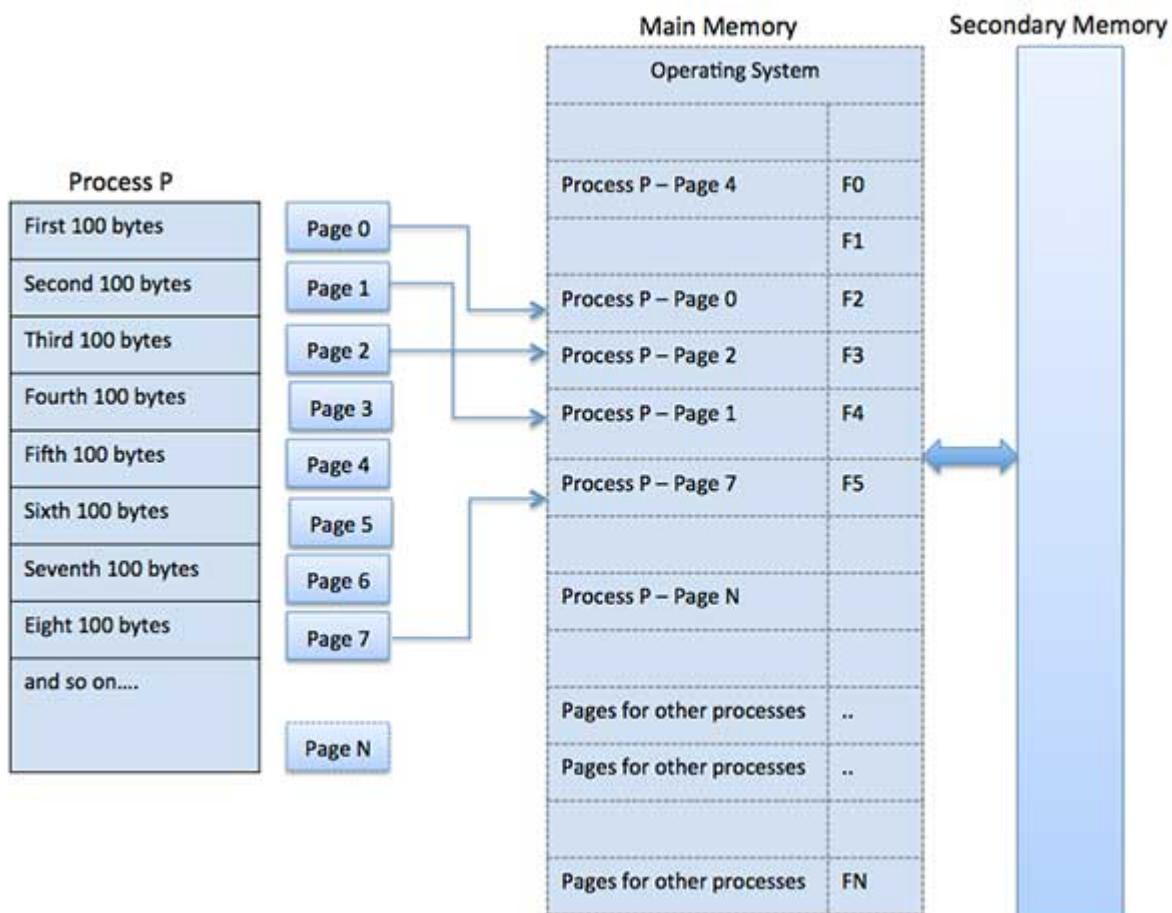 Main Memory
Secondary Memory
Operating System
Process P
First 100 bytes
Second 100 bytes
Third 100 bytes
Fourth 100 bytes
Fifth 100 bytes
Sixth 100 bytes
Seventh 100 bytes
Eight 100 bytes
and so on....
Page 0
Page 1
Page 2
Page 3
Page 4
Page 5
Page 6
Page 7
Page N
Process P – Page 4 F0
F1
Process P – Page 0 F2
Process P – Page 2 F3
Process P – Page 1 F4
Process P – Page 7 F5
Process P – Page N
Pages for other processes ..
Pages for other processes ..
Pages for other processes FN